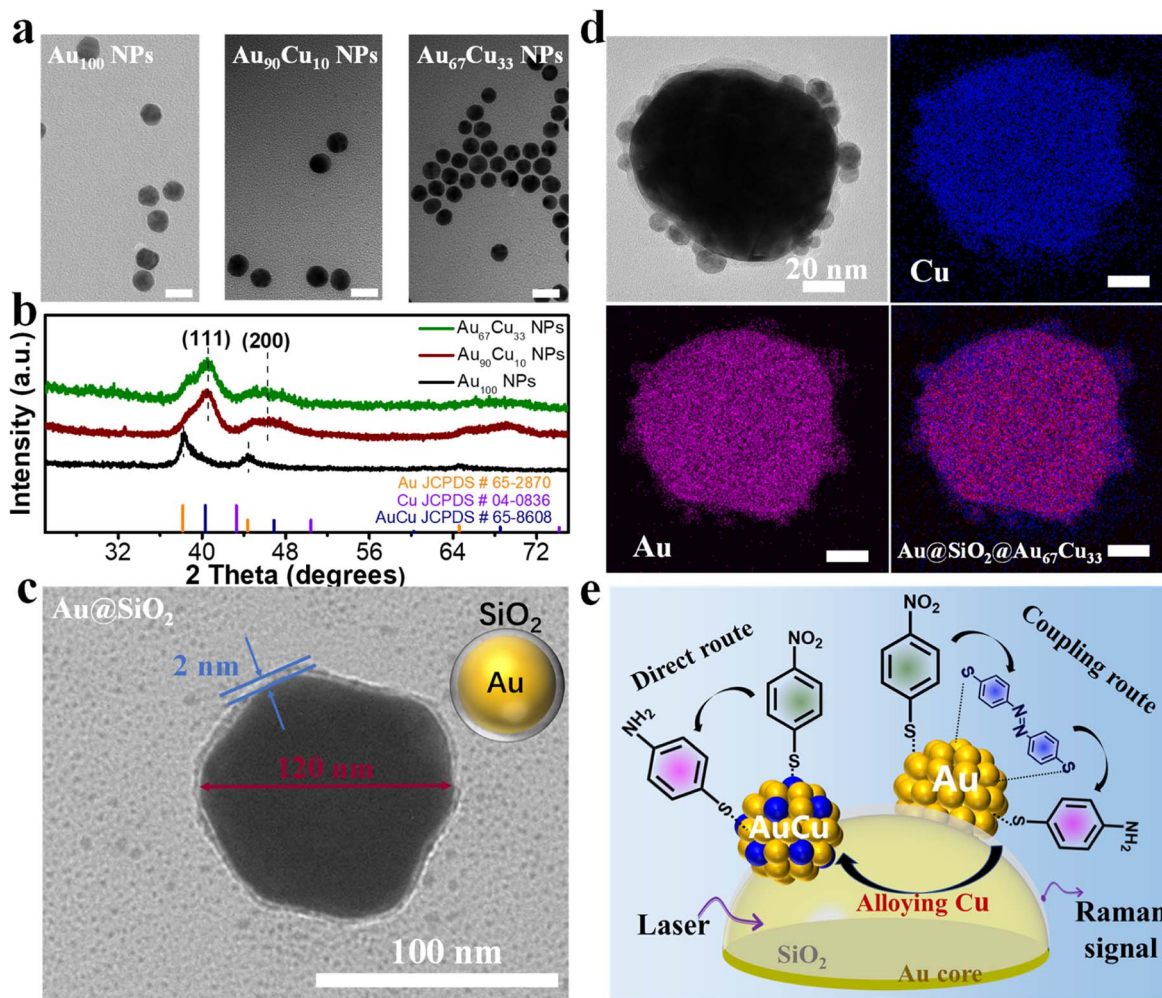 a
Au₁₀₀ NPs
Au₉₀Cu₁₀ NPs
Au₆₇Cu₃₃ NPs
b
(111)
(200)
Au₆₇Cu₃₃ NPs
Au₉₀Cu₁₀ NPs
Au₁₀₀ NPs
Au JCPDS # 65-2870
Cu JCPDS # 04-0836
AuCu JCPDS # 65-8608
Intensity (a.u.)
32 40 48 56 64 72
2 Theta (degrees)
c
Au@SiO₂
SiO₂
Au
2 nm
120 nm
100 nm
d
20 nm
Cu
Au
Au@SiO₂@Au₆₇Cu₃₃
e
NO₂
NO₂
Direct route
Coupling route
NH₂
S
S
S
S
N=N
S
S
NH₂
AuCu
Au
Alloying Cu
Laser
Raman
signal
SiO₂
Au core